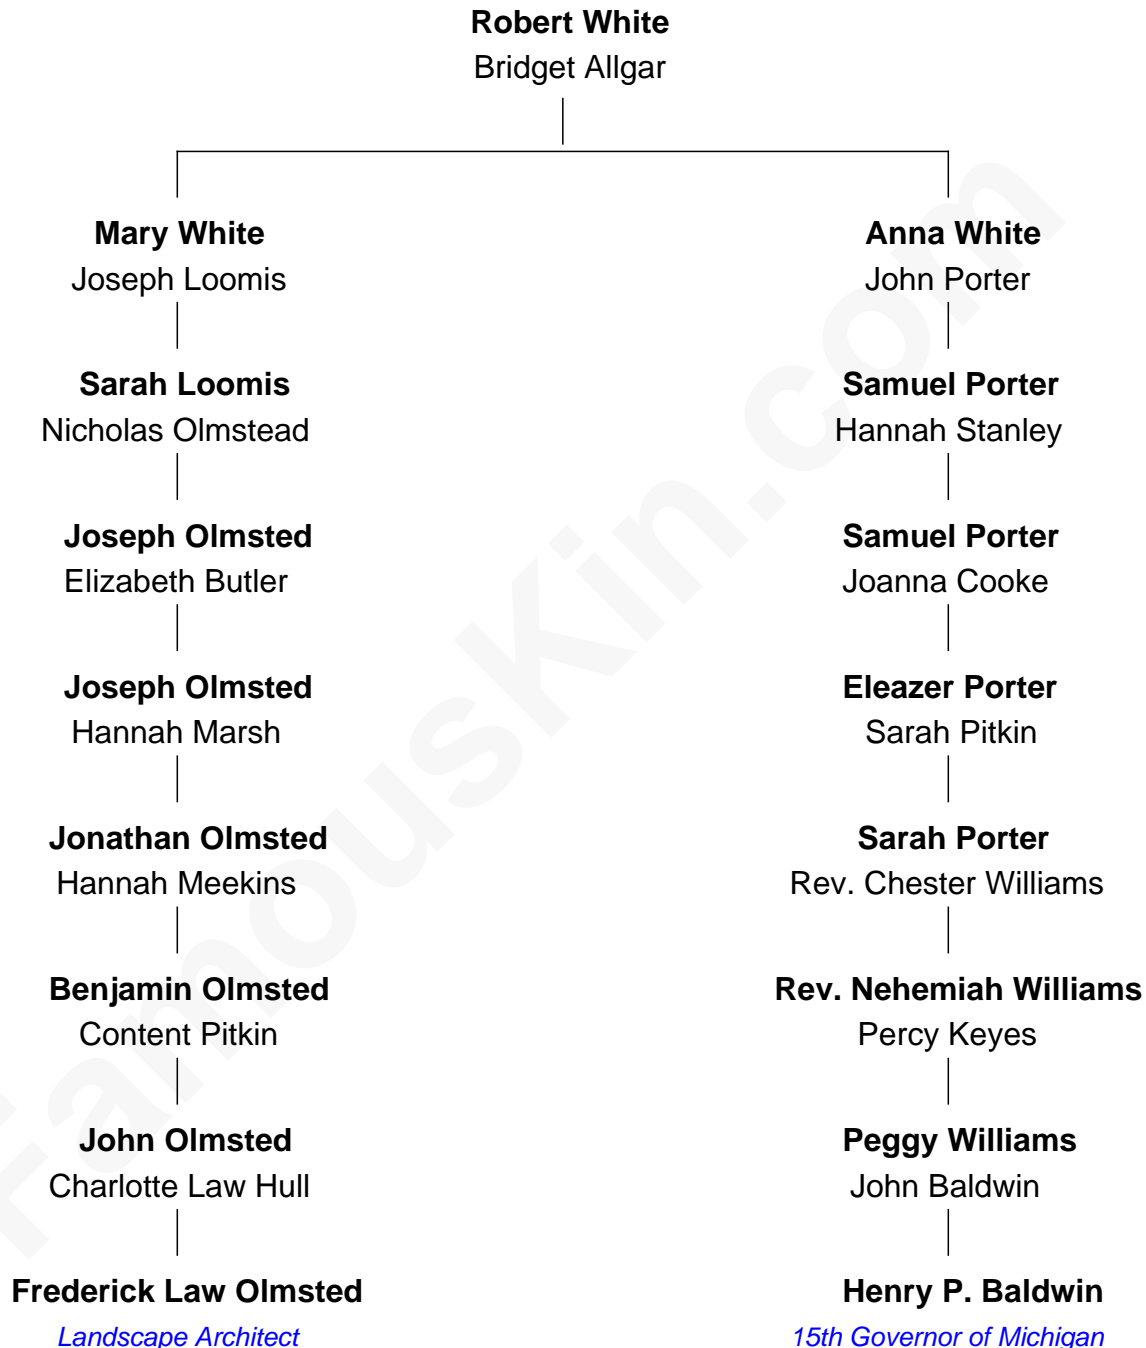 Robert White
Bridget Allgar
Mary White
Joseph Loomis
Anna White
John Porter
Sarah Loomis
Nicholas Olmstead
Samuel Porter
Hannah Stanley
Joseph Olmsted
Elizabeth Butler
Samuel Porter
Joanna Cooke
Joseph Olmsted
Hannah Marsh
Eleazer Porter
Sarah Pitkin
Jonathan Olmsted
Hannah Meekins
Sarah Porter
Rev. Chester Williams
Benjamin Olmsted
Content Pitkin
Rev. Nehemiah Williams
Percy Keyes
John Olmsted
Charlotte Law Hull
Peggy Williams
John Baldwin
Frederick Law Olmsted
Landscape Architect
Henry P. Baldwin
15th Governor of Michigan
FamousKin.com